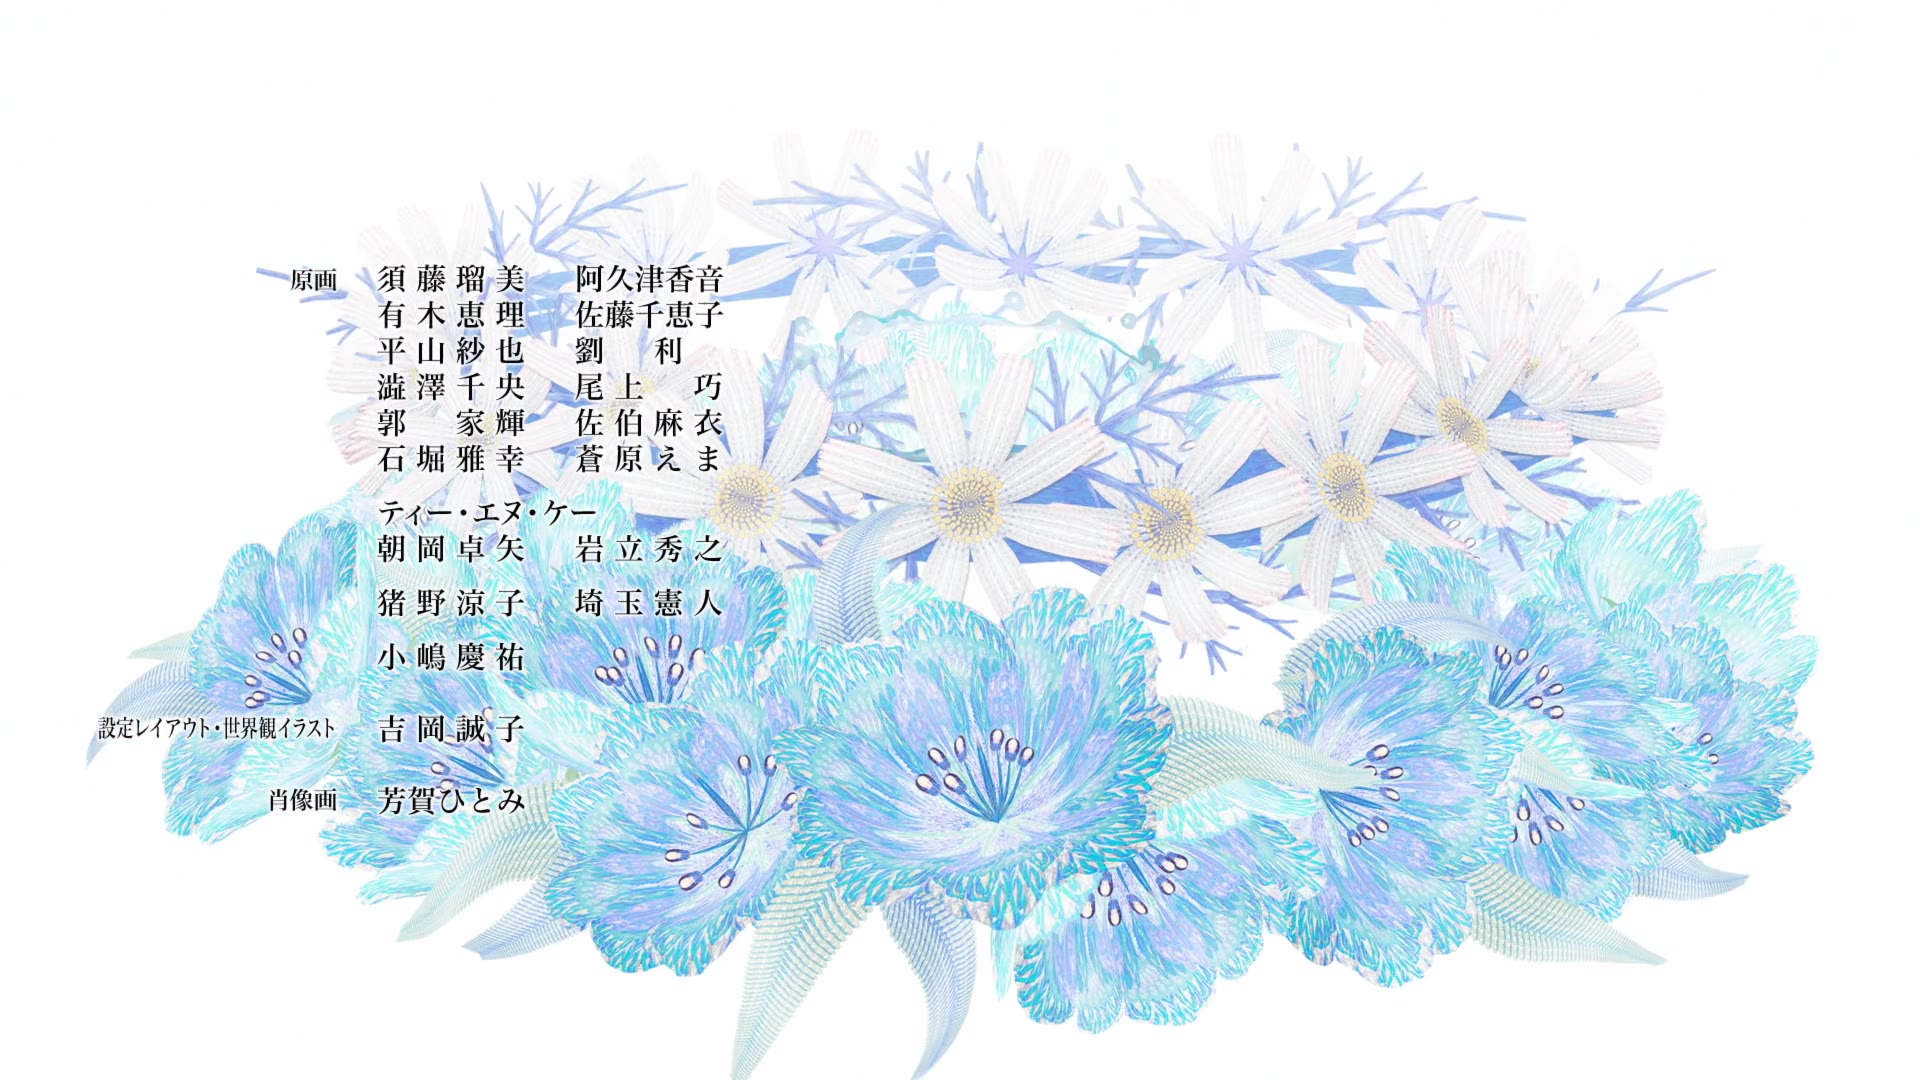 原画 須藤瑠美 阿久津香音
有木恵理 佐藤千恵子
平山紗也 劉 利
澁澤千央 尾上 巧
郭 家輝 佐伯麻衣
石堀雅幸 蒼原えま
ティー・エヌ・ケー
朝岡卓矢 岩立秀之
猪野涼子 埼玉憲人
小嶋慶祐
設定レイアウト・世界観イラスト 吉岡誠子
肖像画 芳賀ひとみ